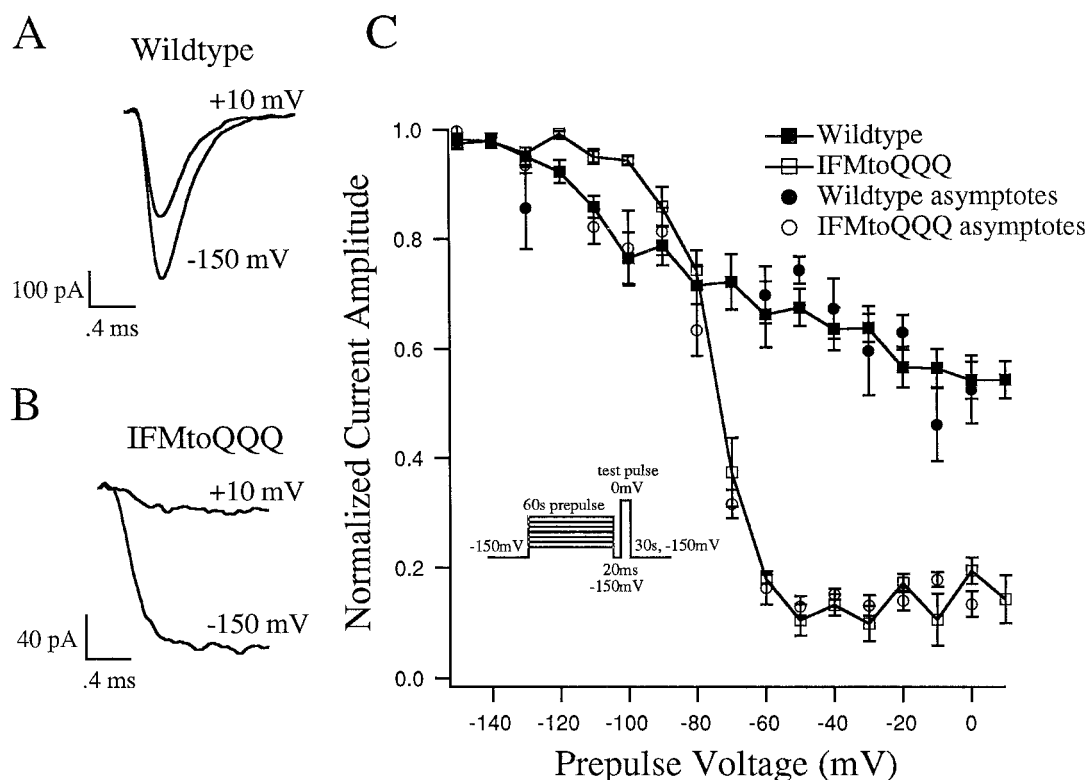 A
Wildtype
+10 mV
-150 mV
100 pA
.4 ms
B
IFMtoQQQ
+10 mV
-150 mV
40 pA
.4 ms
C
Normalized Current Amplitude
1.0
0.8
0.6
0.4
0.2
0.0
Wildtype
IFMtoQQQ
Wildtype asymptotes
IFMtoQQQ asymptotes
test pulse
0mV
60s prepulse
-150mV
30s, -150mV
20ms
-150mV
-140 -120 -100 -80 -60 -40 -20 0
Prepulse Voltage (mV)